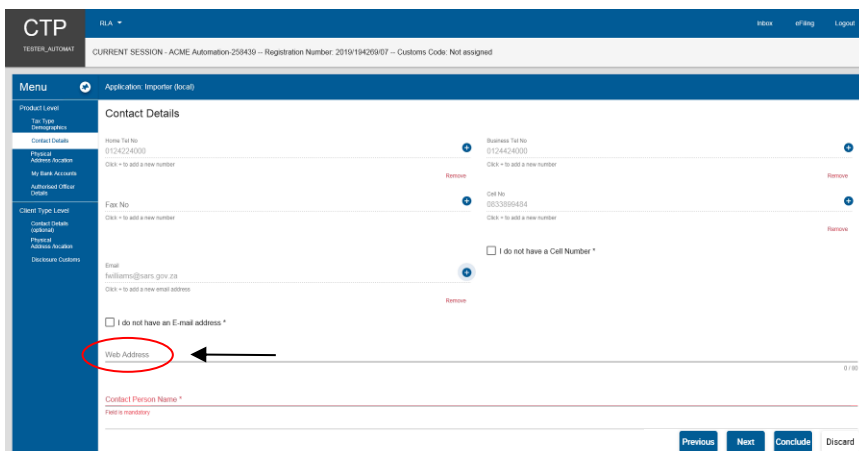 CTP
TESTER_AUTOMAT
RLA
Inbox
eFiling
Logout
CURRENT SESSION - ACME Automation-258439 -- Registration Number: 2019/194269/07 -- Customs Code: Not assigned
Menu
Application: Importer (local)
Product Level
Tax Type
Demographics
Contact Details
Physical
Address /location
My Bank Accounts
Authorised Officer
Details
Client Type Level
Contact Details
(optional)
Physical
Address /location
Disclosure Customs
Contact Details
Home Tel No
0124224000
Click + to add a new number
Remove
Business Tel No
0124424000
Click + to add a new number
Remove
Fax No
Click + to add a new number
Cell No
0833899484
Click + to add a new number
Remove
I do not have a Cell Number *
Email
fwilliams@sars.gov.za
Click + to add a new email address
Remove
I do not have an E-mail address *
Web Address
0 / 60
Contact Person Name *
Field is mandatory
Previous
Next
Conclude
Discard